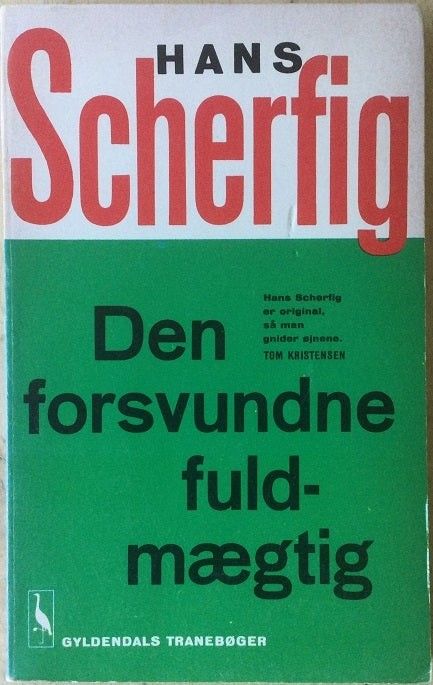 HANS
Scherfig
Hans Scherfig
er original,
så man
gnider øjnene.
TOM KRISTENSEN
Den
forsvundne
fuld-
mægtig
GYLDENDALS TRANEBØGER